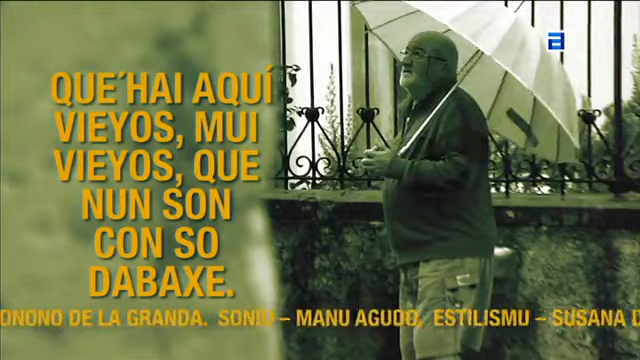 QUE´HAI AQUÍ
VIEYOS, MUI
VIEYOS, QUE
NUN SON
CON SO
DABAXE.
ONONO DE LA GRANDA. SONIU – MANU AGUDO, ESTILISMU – SUSANA
a